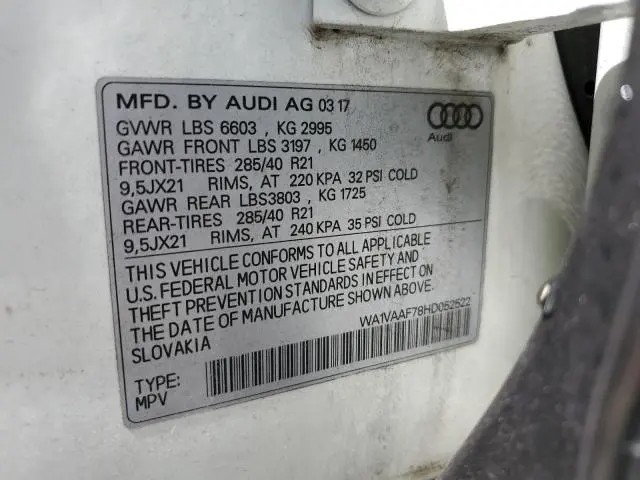 MFD. BY AUDI AG 03 17
GVWR LBS 6603 , KG 2995
GAWR FRONT LBS 3197 , KG 1450
FRONT-TIRES 285/40 R21
9,5JX21 RIMS, AT 220 KPA 32 PSI COLD
GAWR REAR LBS3803 , KG 1725
REAR-TIRES 285/40 R21
9,5JX21 RIMS, AT 240 KPA 35 PSI COLD
Audi
THIS VEHICLE CONFORMS TO ALL APPLICABLE
U.S. FEDERAL MOTOR VEHICLE SAFETY AND
THEFT PREVENTION STANDARDS IN EFFECT ON
THE DATE OF MANUFACTURE SHOWN ABOVE.
SLOVAKIA
WA1VAAF78HD052522
TYPE:
MPV